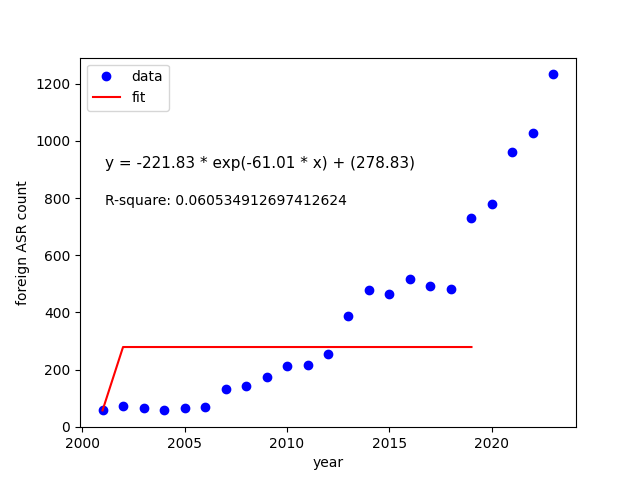 data
fit
y = -221.83 * exp(-61.01 * x) + (278.83)
R-square: 0.060534912697412624
foreign ASR count
1200
1000
800
600
400
200
0
2000
2005
2010
2015
2020
year